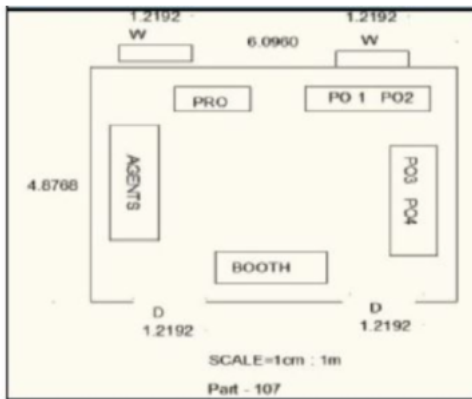 1.2192 1.2192
W 6.0960 W
PRO PO 1 PO2
AGENTS
4.8768
PO3 PO4
BOOTH
D D
1.2192 1.2192
SCALE=1cm : 1m
Part - 107